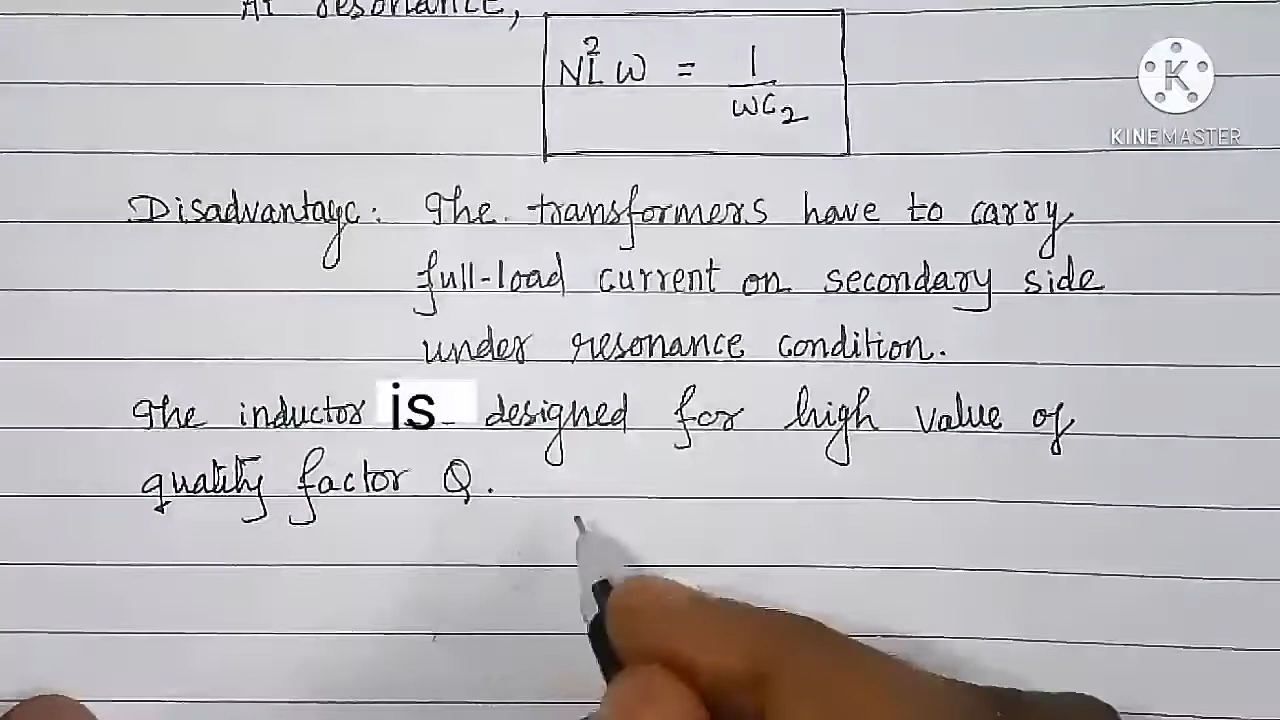 At resonance,
N²Lω = 1/ωC₂
K
KINEMASTER
Disadvantage: The transformers have to carry
full-load current on secondary side
under resonance condition.
The inductor is designed for high value of
quality factor Q.